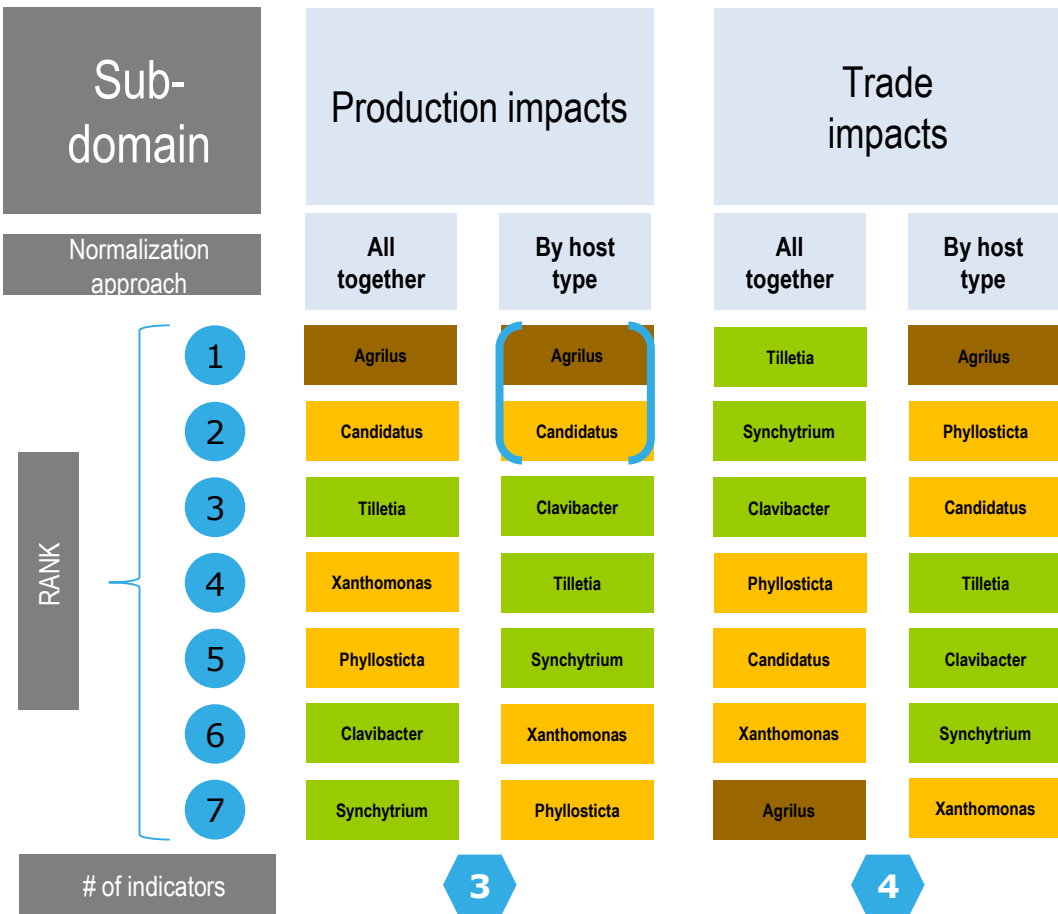 Sub-
domain
Production impacts
Trade
impacts
Normalization
approach
All
together
By host
type
All
together
By host
type
RANK
1
Agrilus
Agrilus
Tilletia
Agrilus
2
Candidatus
Candidatus
Synchytrium
Phyllosticta
3
Tilletia
Clavibacter
Clavibacter
Candidatus
4
Xanthomonas
Tilletia
Phyllosticta
Tilletia
5
Phyllosticta
Synchytrium
Candidatus
Clavibacter
6
Clavibacter
Xanthomonas
Xanthomonas
Synchytrium
7
Synchytrium
Phyllosticta
Agrilus
Xanthomonas
# of indicators
3
4